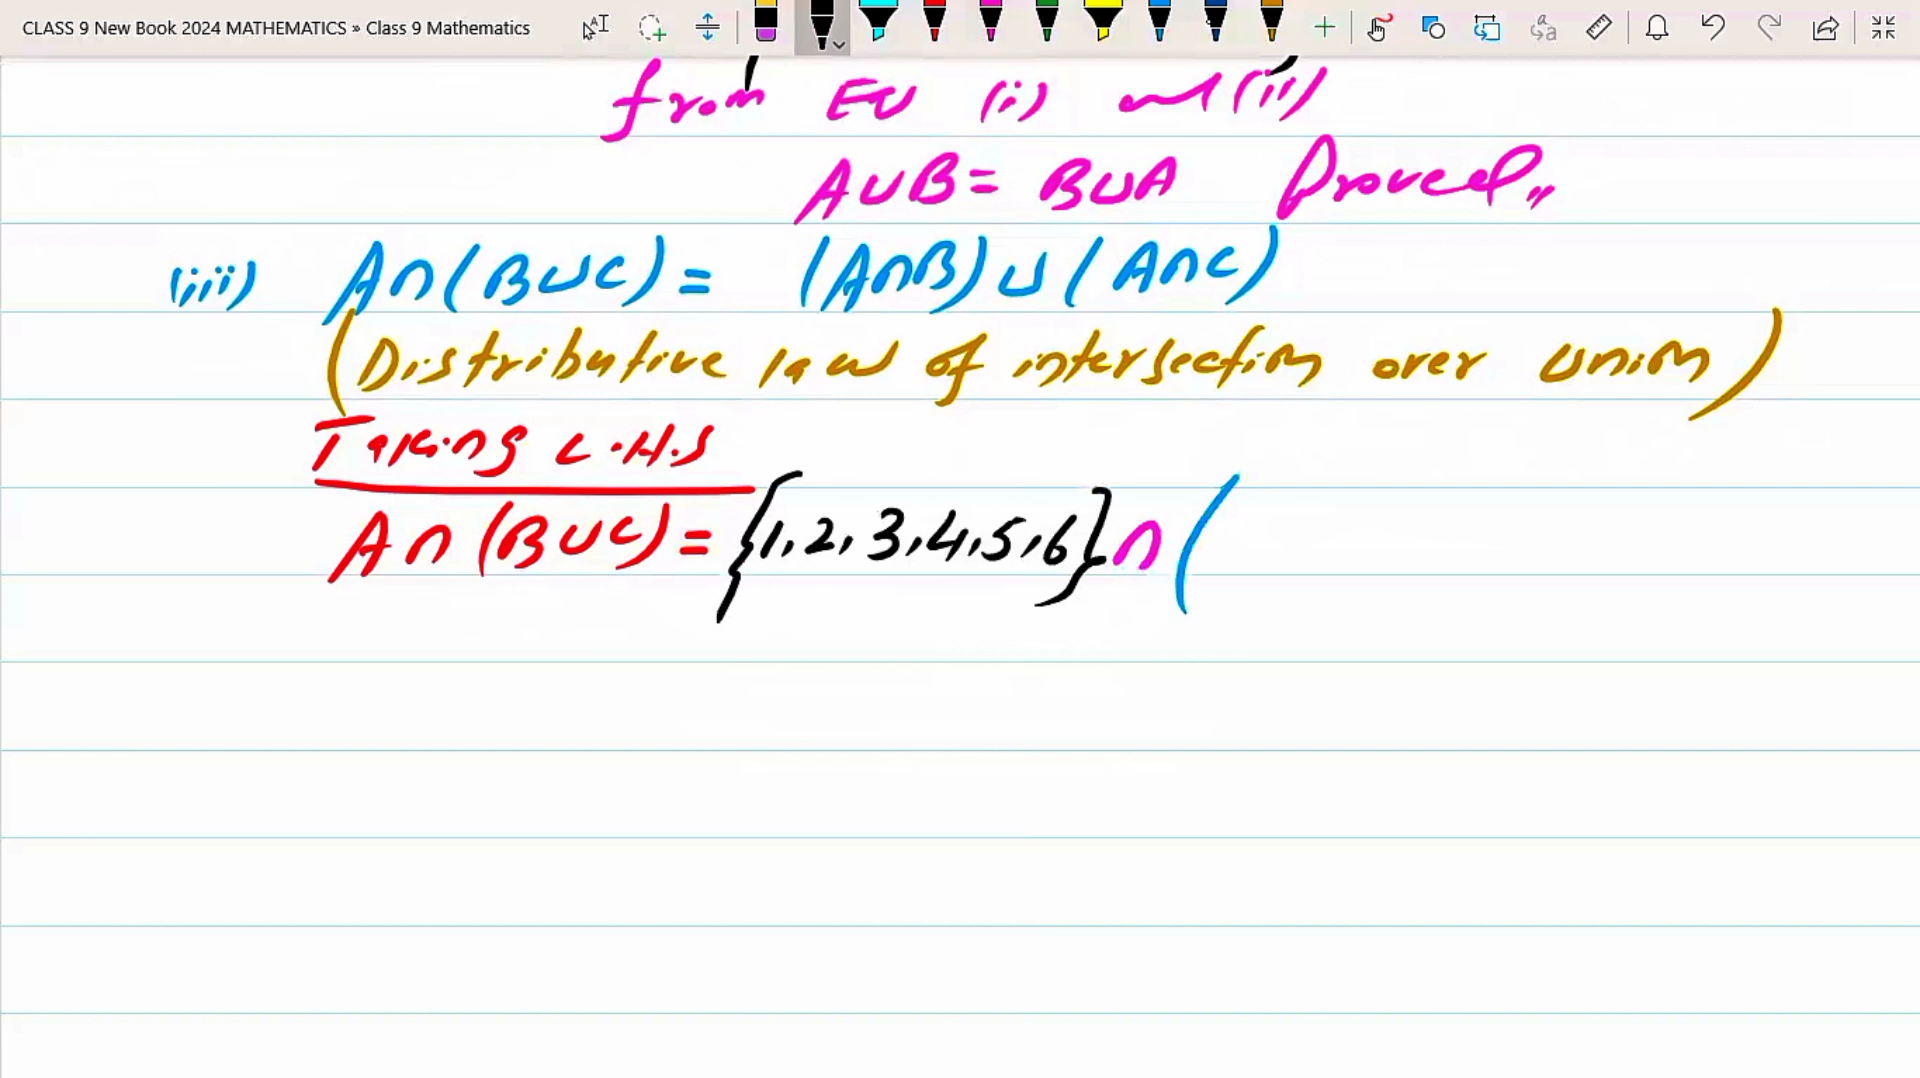 CLASS 9 New Book 2024 MATHEMATICS » Class 9 Mathematics
from EQ (i) and (ii)
A∪B = B∪A Proved,,
(iii) A∩(B∪C) = (A∩B)∪(A∩C)
(Distributive law of intersection over union)
Taking L.H.S
A∩(B∪C) = {1,2,3,4,5,6}∩(